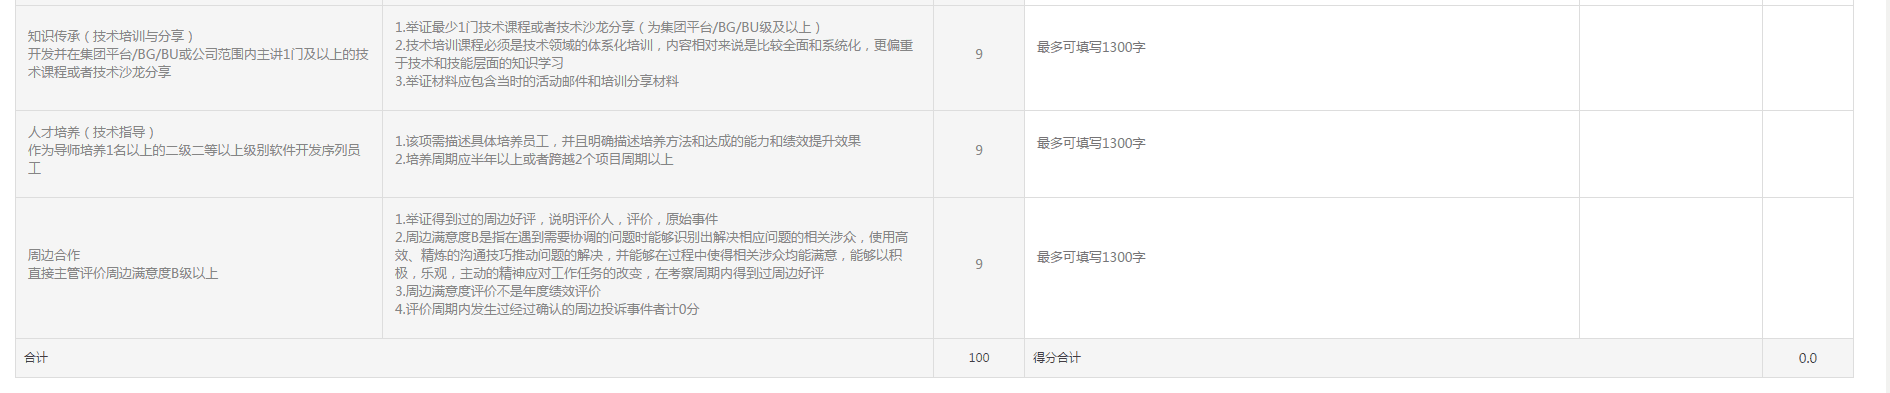 知识传承（技术培训与分享）
开发并在集团平台/BG/BU或公司范围内主讲1门及以上的技
术课程或者技术沙龙分享
1.举证最少1门技术课程或者技术沙龙分享（为集团平台/BG/BU级及以上）
2.技术培训课程必须是技术领域的体系化培训，内容相对来说是比较全面和系统化，更偏重
于技术和技能层面的知识学习
3.举证材料应包含当时的活动邮件和培训分享材料
9
最多可填写1300字
人才培养（技术指导）
作为导师培养1名以上的二级二等以上级别软件开发序列员
工
1.该项需描述具体培养员工，并且明确描述培养方法和达成的能力和绩效提升效果
2.培养周期应半年以上或者跨越2个项目周期以上
9
最多可填写1300字
周边合作
直接主管评价周边满意度B级以上
1.举证得到过的周边好评，说明评价人，评价，原始事件
2.周边满意度B是指在遇到需要协调的问题时能够识别出解决相应问题的相关涉众，使用高
效、精炼的沟通技巧推动问题的解决，并能够在过程中使得相关涉众均能满意，能够以积
极，乐观，主动的精神应对工作任务的改变，在考察周期内得到过周边好评
3.周边满意度评价不是年度绩效评价
4.评价周期内发生过经过确认的周边投诉事件者计0分
9
最多可填写1300字
合计
100
得分合计
0.0